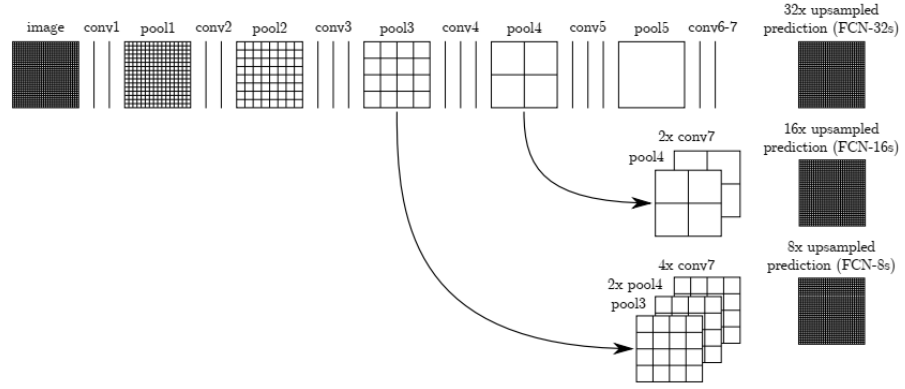 32x upsampled
image conv1 pool1 conv2 pool2 conv3 pool3 conv4 pool4 conv5 pool5 conv6-7 prediction (FCN-32s)
16x upsampled
2x conv7 prediction (FCN-16s)
pool4
8x upsampled
4x conv7 prediction (FCN-8s)
2x pool4
pool3